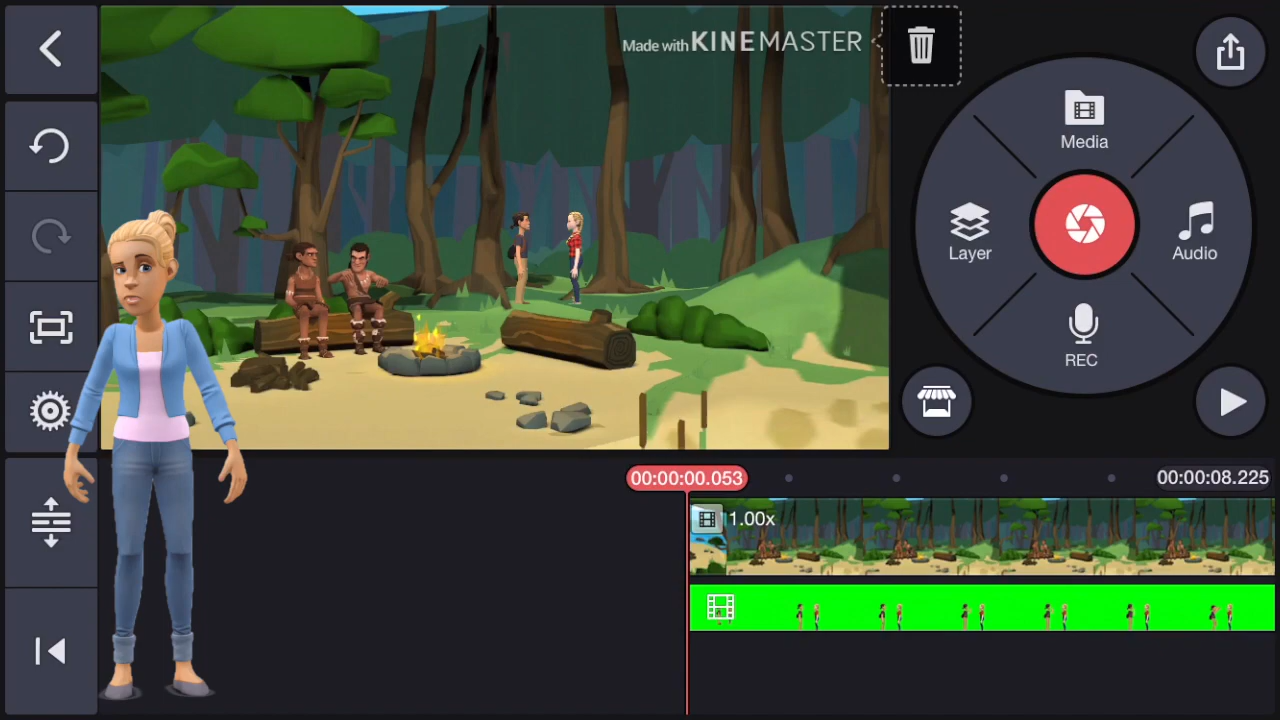 Made with KINEMASTER
Media
Layer
Audio
REC
00:00:00.053
00:00:08.225
1.00x